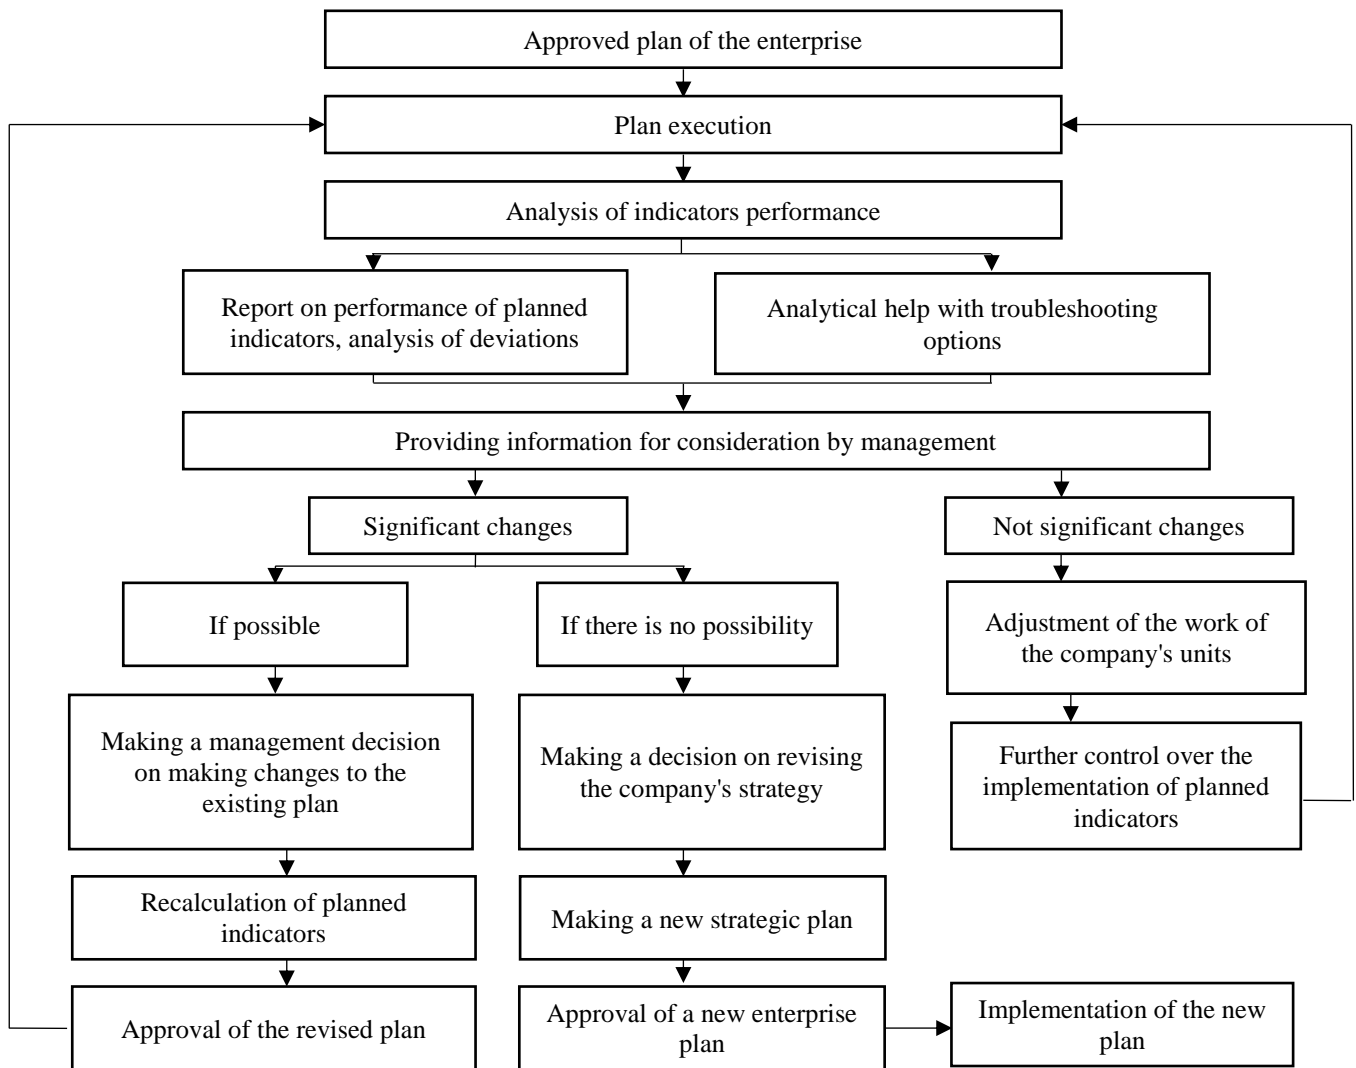 Approved plan of the enterprise
Plan execution
Analysis of indicators performance
Report on performance of planned
indicators, analysis of deviations
Analytical help with troubleshooting
options
Providing information for consideration by management
Significant changes
Not significant changes
If possible
If there is no possibility
Adjustment of the work of
the company's units
Making a management decision
on making changes to the
existing plan
Making a decision on revising
the company's strategy
Further control over the
implementation of planned
indicators
Recalculation of planned
indicators
Making a new strategic plan
Approval of the revised plan
Approval of a new enterprise
plan
Implementation of the new
plan